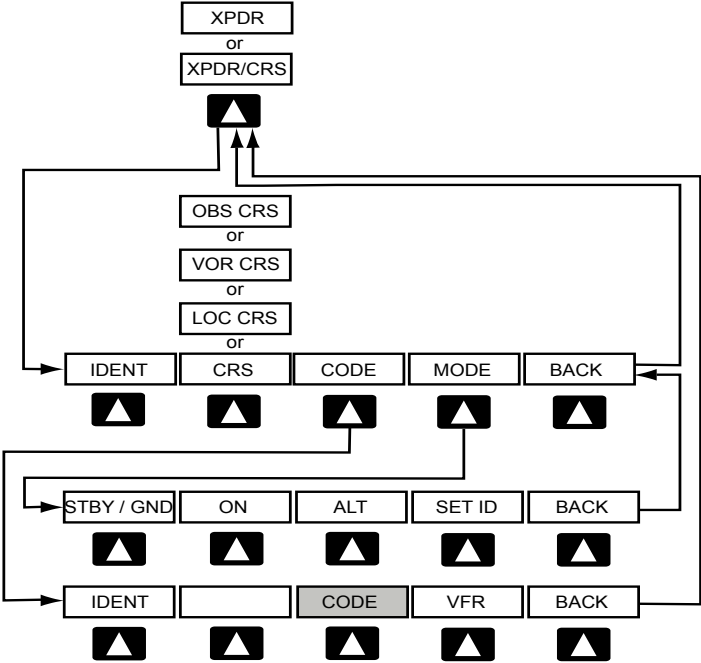 XPDR
or
XPDR/CRS
OBS CRS
or
VOR CRS
or
LOC CRS
or
IDENT CRS CODE MODE BACK
STBY / GND ON ALT SET ID BACK
IDENT CODE VFR BACK